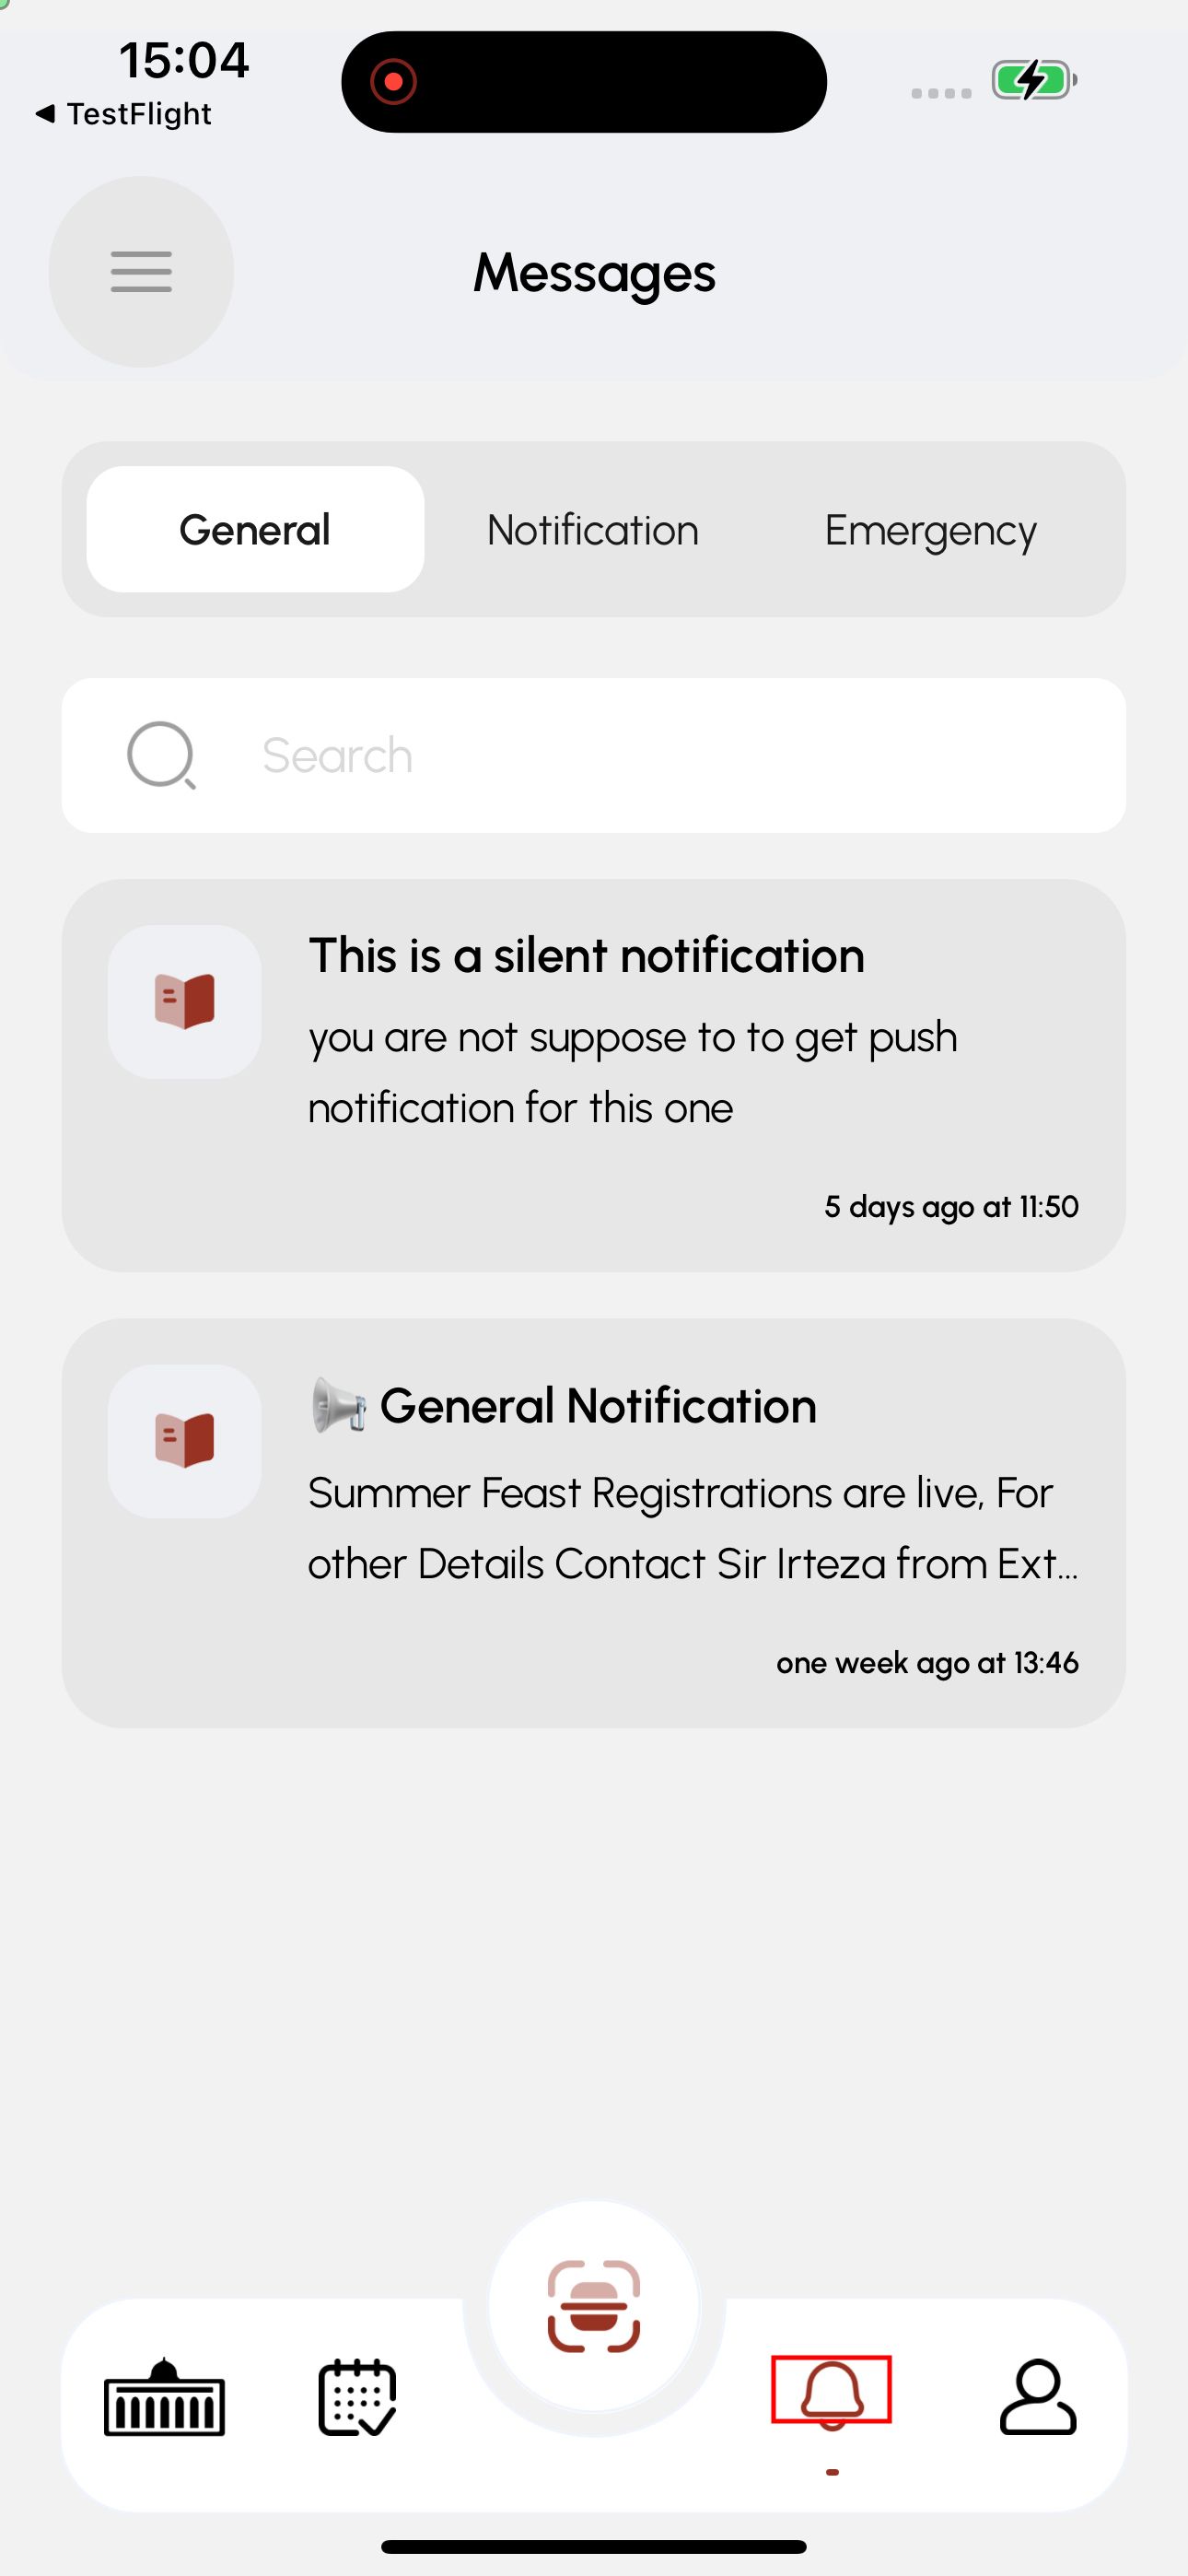 15:04
◀ TestFlight
Messages
General
Notification
Emergency
Search
This is a silent notification
you are not suppose to to get push
notification for this one
5 days ago at 11:50
📢 General Notification
Summer Feast Registrations are live, For
other Details Contact Sir Irteza from Ext...
one week ago at 13:46